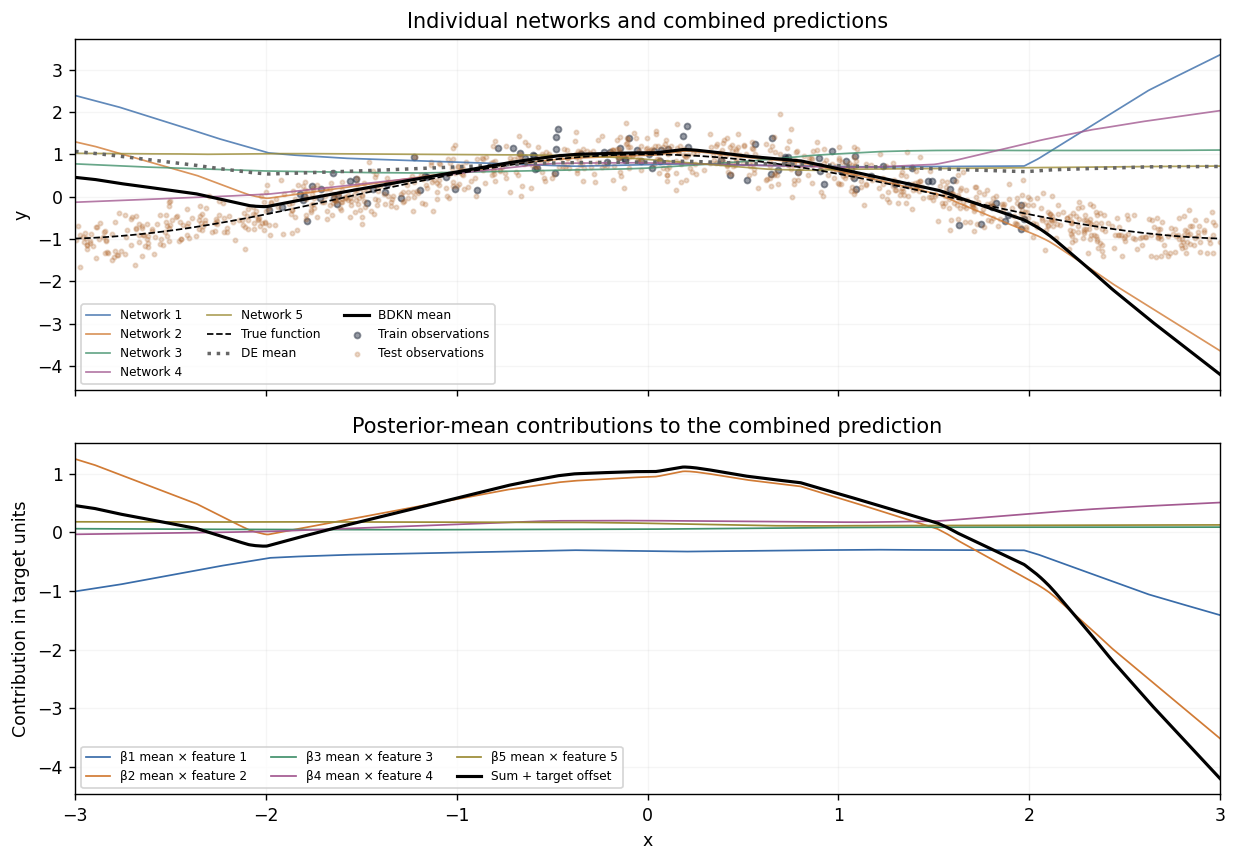 Individual networks and combined predictions
3
2
1
0
−1
−2
−3
−4
y
Network 1
Network 2
Network 3
Network 4
Network 5
True function
DE mean
BDKN mean
Train observations
Test observations
Posterior-mean contributions to the combined prediction
1
0
−1
−2
−3
−4
Contribution in target units
β1 mean × feature 1
β2 mean × feature 2
β3 mean × feature 3
β4 mean × feature 4
β5 mean × feature 5
Sum + target offset
−3 −2 −1 0 1 2 3
x